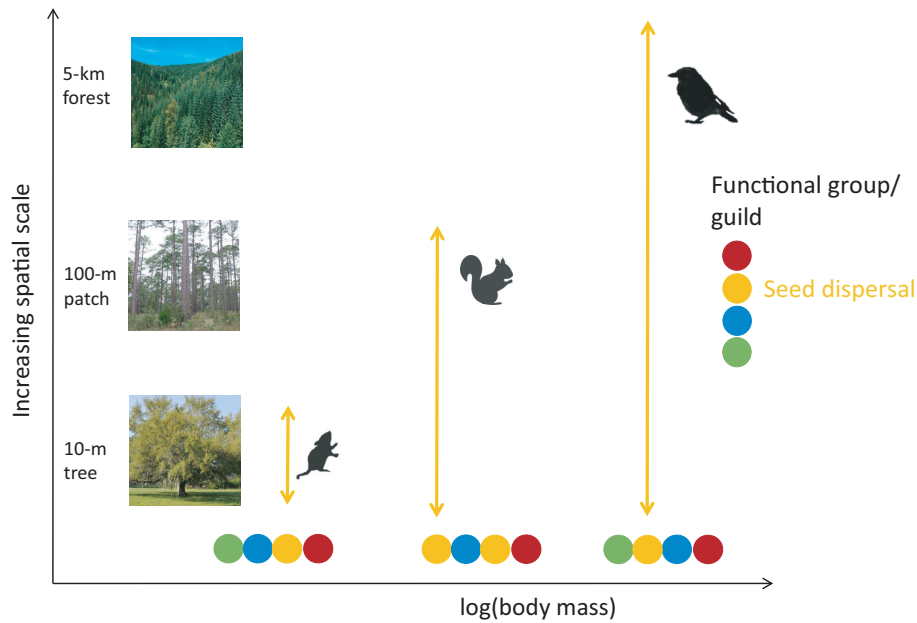 5-km
forest
Functional group/
guild
Seed dispersal
100-m
patch
10-m
tree
Increasing spatial scale
log(body mass)